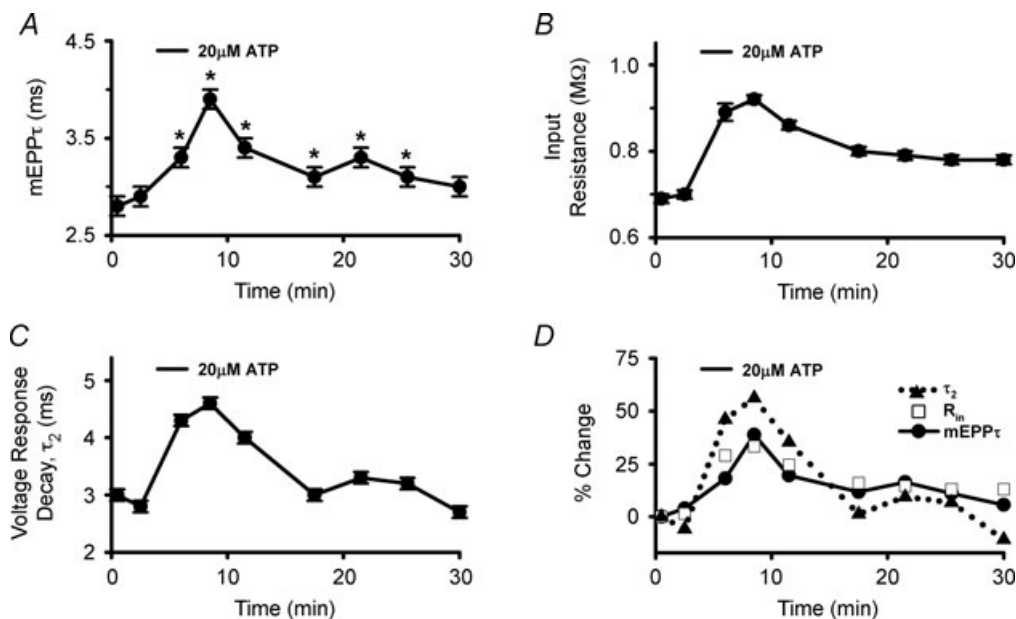 A
4.5
3.5
2.5
mEPPτ (ms)
20μM ATP
*
*
*
*
*
*
0
10
20
30
Time (min)
B
1.0
0.8
0.6
Input
Resistance (MΩ)
20μM ATP
0
10
20
30
Time (min)
C
5
4
3
2
Voltage Response
Decay, τ2 (ms)
20μM ATP
0
10
20
30
Time (min)
D
75
50
25
0
% Change
20μM ATP
τ2
Rin
mEPPτ
0
10
20
30
Time (min)